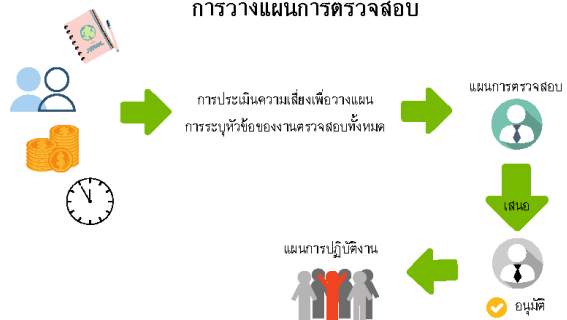 การวางแผนการตรวจสอบ
การประเมินความเสี่ยงเพื่อวางแผน
การระบุหัวข้อของงานตรวจสอบทั้งหมด
แผนการตรวจสอบ
เสนอ
อนุมัติ
แผนการปฏิบัติงาน